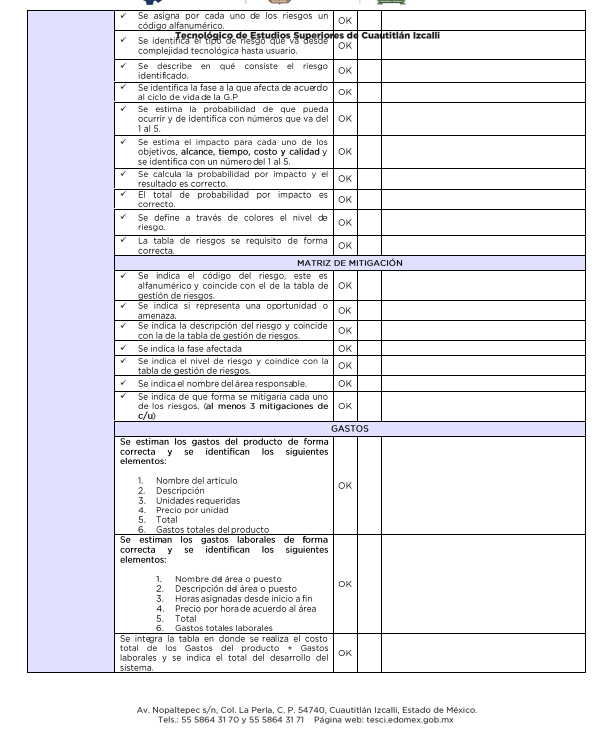 ✓ Se asigna por cada uno de los riesgos un
código alfanumérico.
OK
Tecnológico de Estudios Superiores de Cuautitlán Izcalli
✓ Se identifica el tipo de riesgo que va desde
complejidad tecnológica hasta usuario.
OK
✓ Se describe en qué consiste el riesgo
identificado.
OK
✓ Se identifica la fase a la que afecta de acuerdo
al ciclo de vida de la G.P
OK
✓ Se estima la probabilidad de que pueda
ocurrir y de identifica con números que va del
1 al 5.
OK
✓ Se estima el impacto para cada uno de los
objetivos, alcance, tiempo, costo y calidad y
se identifica con un número del 1 al 5.
OK
✓ Se calcula la probabilidad por impacto y el
resultado es correcto.
OK
✓ El total de probabilidad por impacto es
correcto.
OK
✓ Se define a través de colores el nivel de
riesgo.
OK
✓ La tabla de riesgos se requisito de forma
correcta.
OK
MATRIZ DE MITIGACIÓN
✓ Se indica el código del riesgo, este es
alfanumérico y coincide con el de la tabla de
gestión de riesgos.
OK
✓ Se indica si representa una oportunidad o
amenaza.
OK
✓ Se indica la descripción del riesgo y coincide
con la de la tabla de gestión de riesgos.
OK
✓ Se indica la fase afectada
OK
✓ Se indica el nivel de riesgo y coindice con la
tabla de gestión de riesgos.
OK
✓ Se indica el nombre del área responsable.
OK
✓ Se indica de que forma se mitigaría cada uno
de los riesgos. (al menos 3 mitigaciones de
c/u)
OK
GASTOS
Se estiman los gastos del producto de forma
correcta y se identifican los siguientes
elementos:
1. Nombre del artículo
2. Descripción
3. Unidades requeridas
4. Precio por unidad
5. Total
6. Gastos totales del producto
OK
Se estiman los gastos laborales de forma
correcta y se identifican los siguientes
elementos:
1. Nombre del área o puesto
2. Descripción del área o puesto
3. Horas asignadas desde inicio a fin
4. Precio por hora de acuerdo al área
5. Total
6. Gastos totales laborales
OK
Se integra la tabla en donde se realiza el costo
total de los Gastos del producto + Gastos
laborales y se indica el total del desarrollo del
sistema.
OK
Av. Nopaltepec s/n, Col. La Perla, C. P. 54740, Cuautitlán Izcalli, Estado de México.
Tels.: 55 5864 31 70 y 55 5864 31 71 Página web: tesci.edomex.gob.mx